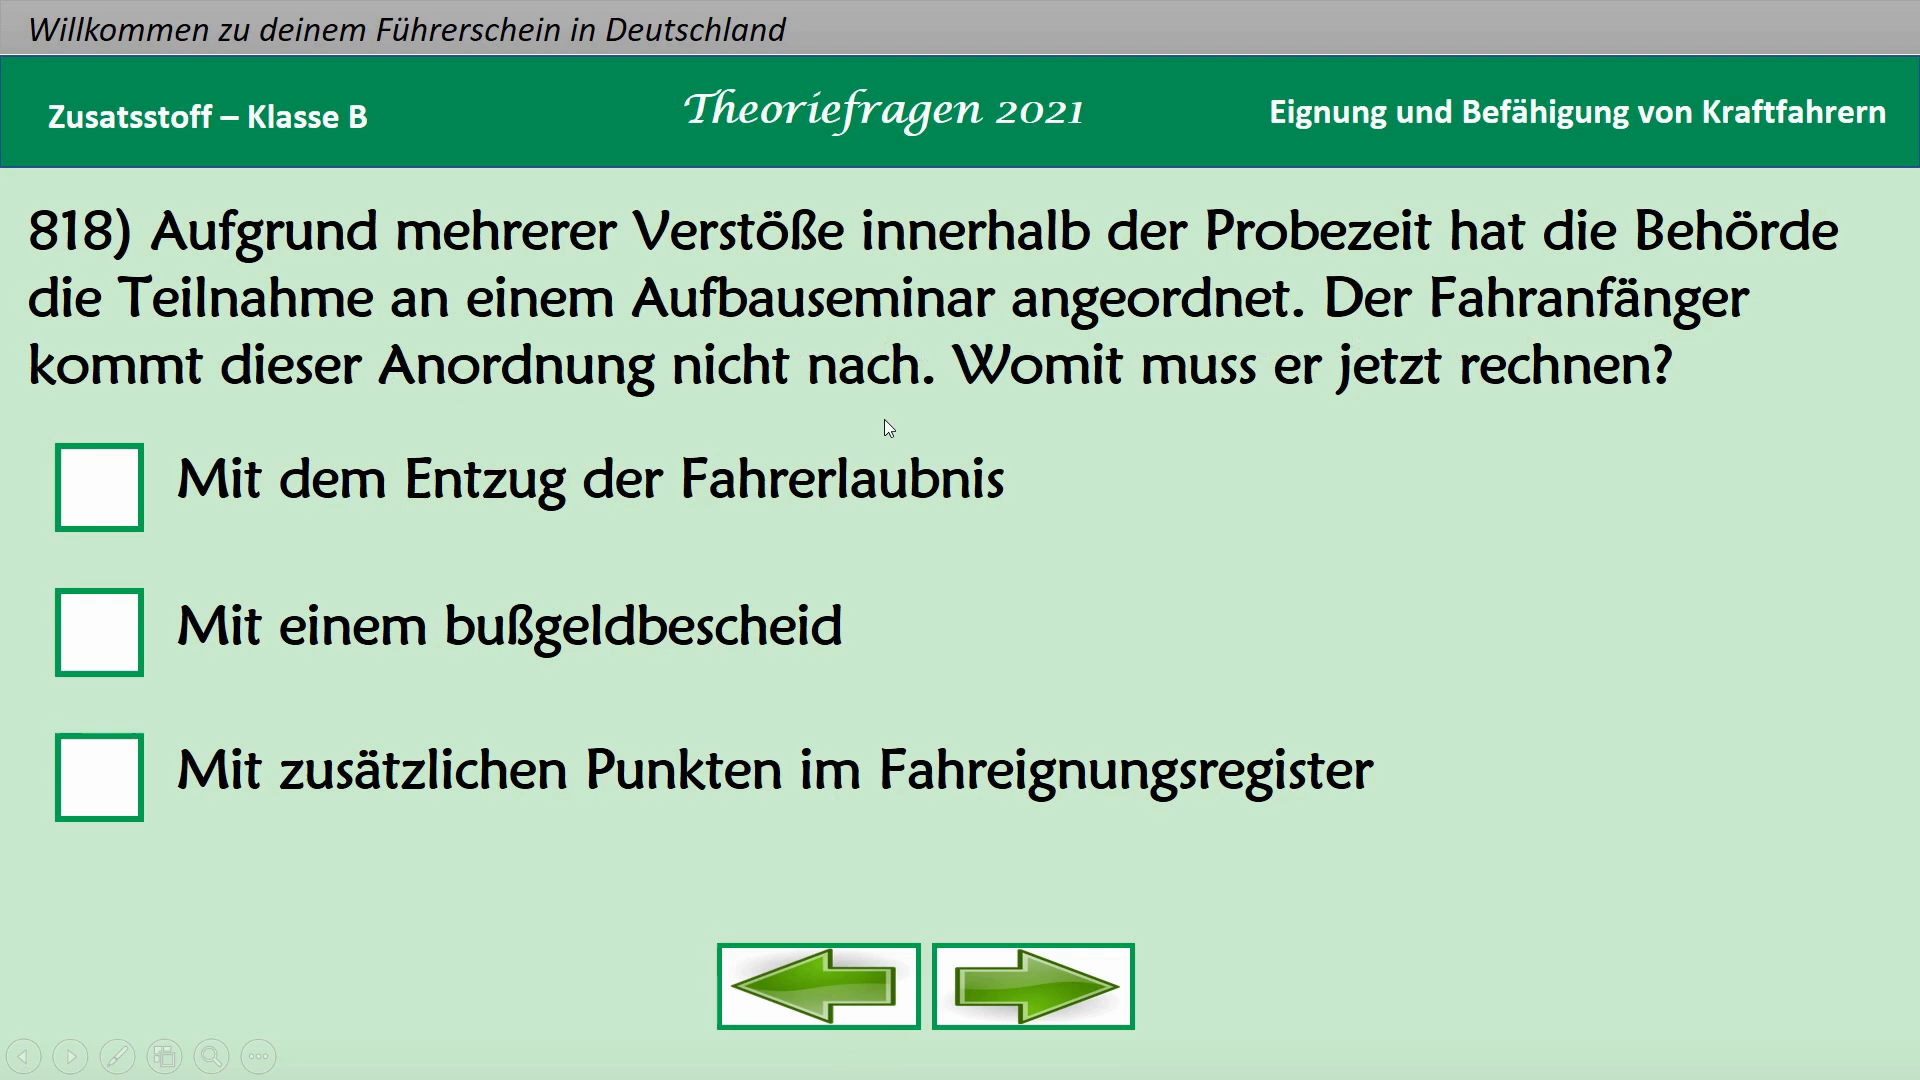 Willkommen zu deinem Führerschein in Deutschland
Zusatsstoff – Klasse B
Theoriefragen 2021
Eignung und Befähigung von Kraftfahrern
818) Aufgrund mehrerer Verstöße innerhalb der Probezeit hat die Behörde
die Teilnahme an einem Aufbauseminar angeordnet. Der Fahranfänger
kommt dieser Anordnung nicht nach. Womit muss er jetzt rechnen?
Mit dem Entzug der Fahrerlaubnis
Mit einem bußgeldbescheid
Mit zusätzlichen Punkten im Fahreignungsregister